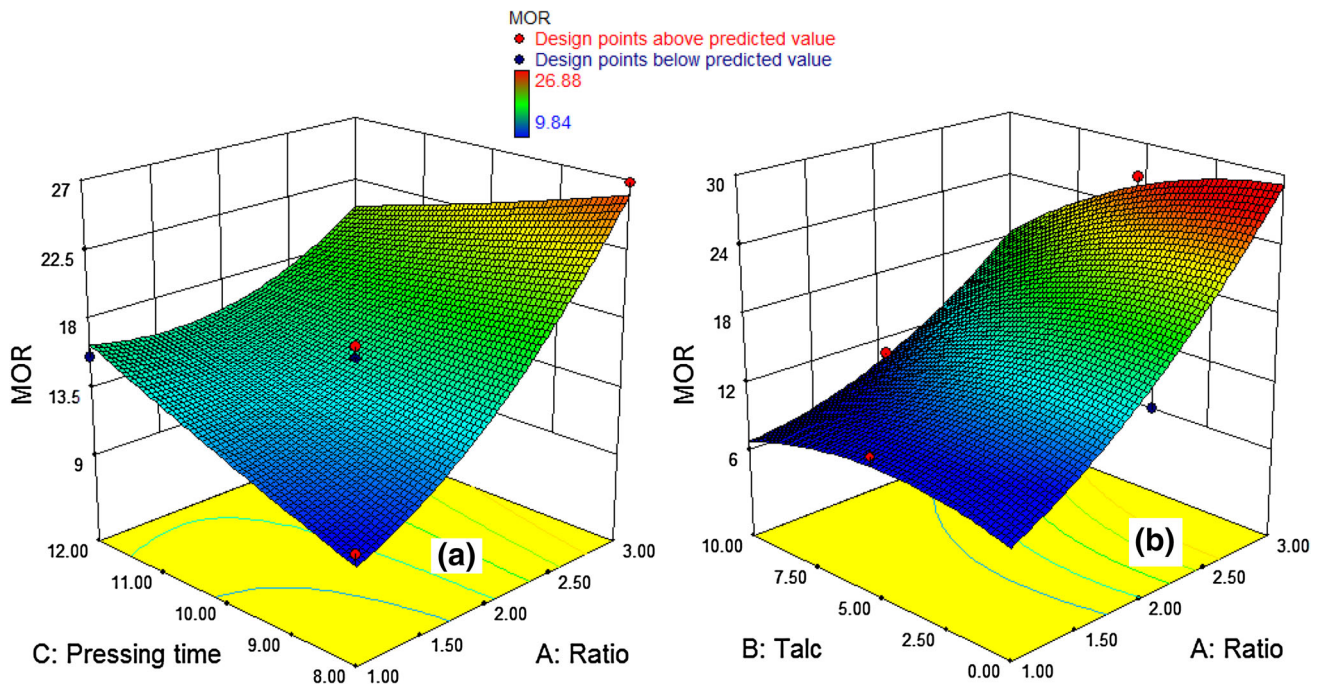 MOR
Design points above predicted value
Design points below predicted value
26.88
9.84
27
22.5
18
13.5
9
MOR
12.00
11.00
10.00
9.00
8.00
C: Pressing time
1.00
1.50
2.00
2.50
3.00
A: Ratio
(a)
30
24
18
12
6
MOR
10.00
7.50
5.00
2.50
0.00
B: Talc
1.00
1.50
2.00
2.50
3.00
A: Ratio
(b)